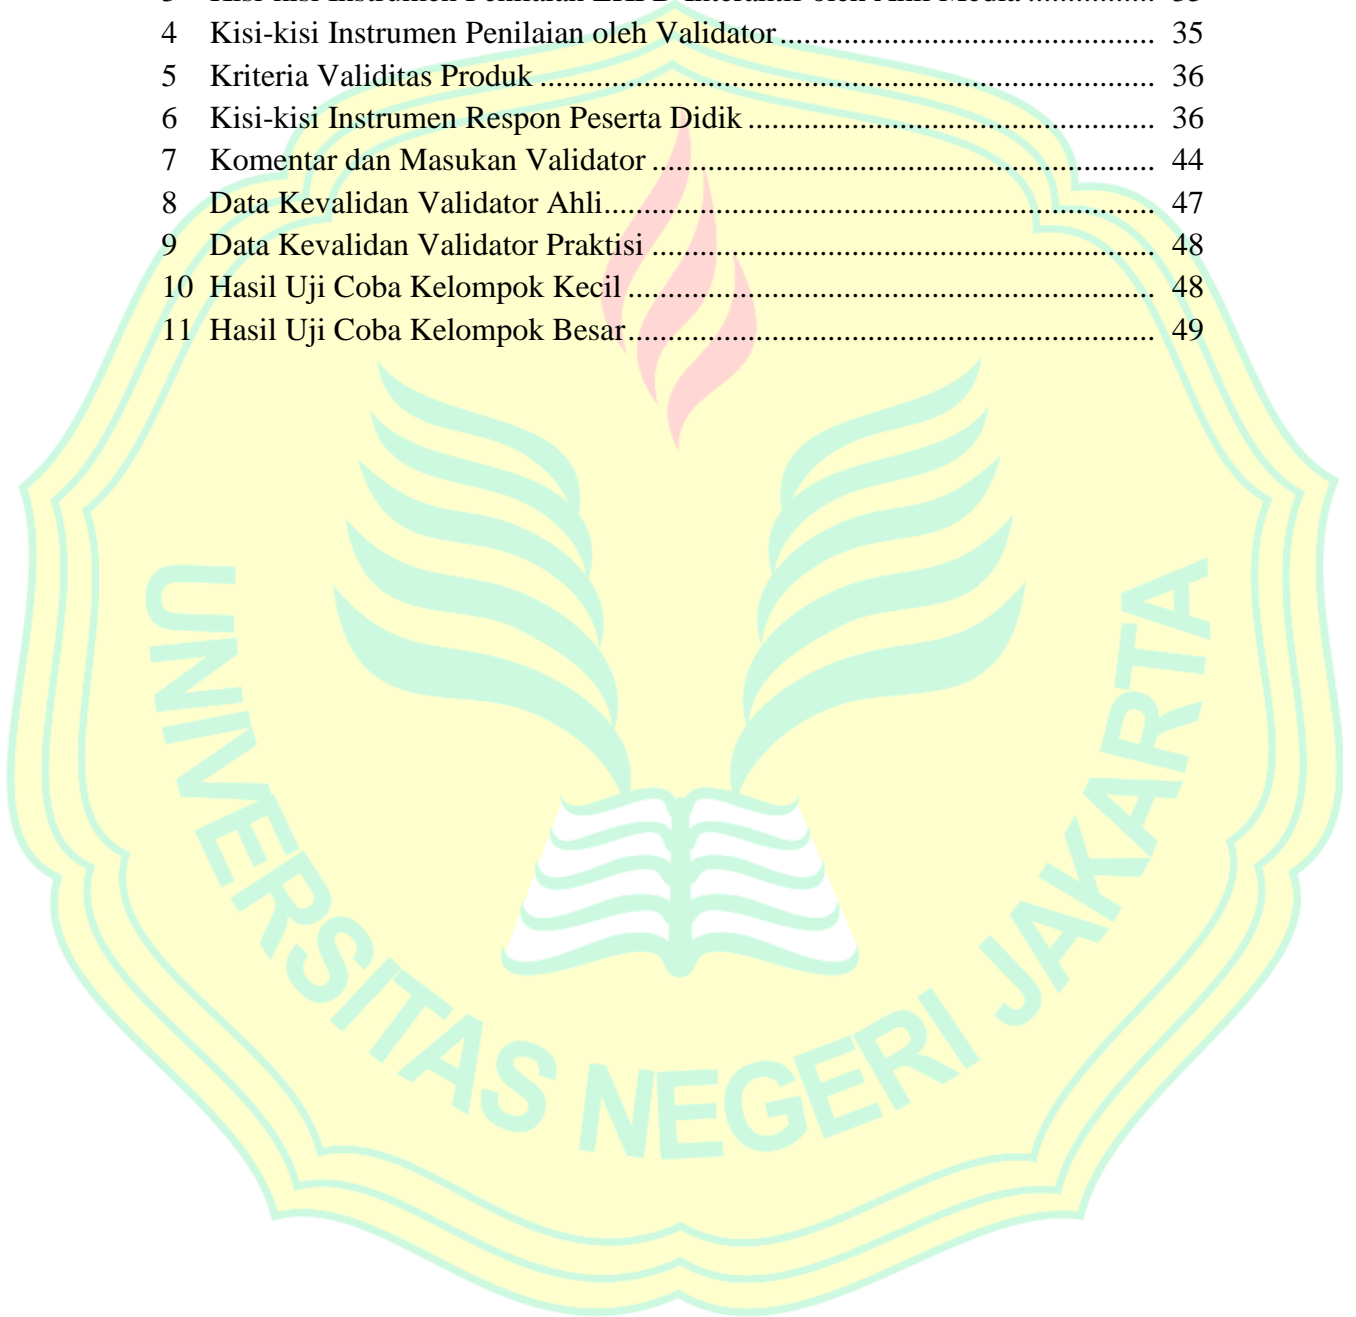 4 Kisi-kisi Instrumen Penilaian oleh Validator ............................................... 35
5 Kriteria Validitas Produk ............................................................................. 36
6 Kisi-kisi Instrumen Respon Peserta Didik ................................................... 36
7 Komentar dan Masukan Validator ............................................................... 44
8 Data Kevalidan Validator Ahli..................................................................... 47
9 Data Kevalidan Validator Praktisi ............................................................... 48
10 Hasil Uji Coba Kelompok Kecil .................................................................. 48
11 Hasil Uji Coba Kelompok Besar.................................................................. 49
UNIVERSITAS NEGERI JAKARTA